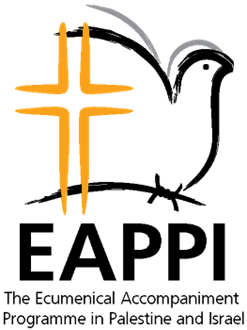 EAPPI
The Ecumenical Accompaniment
Programme in Palestine and Israel